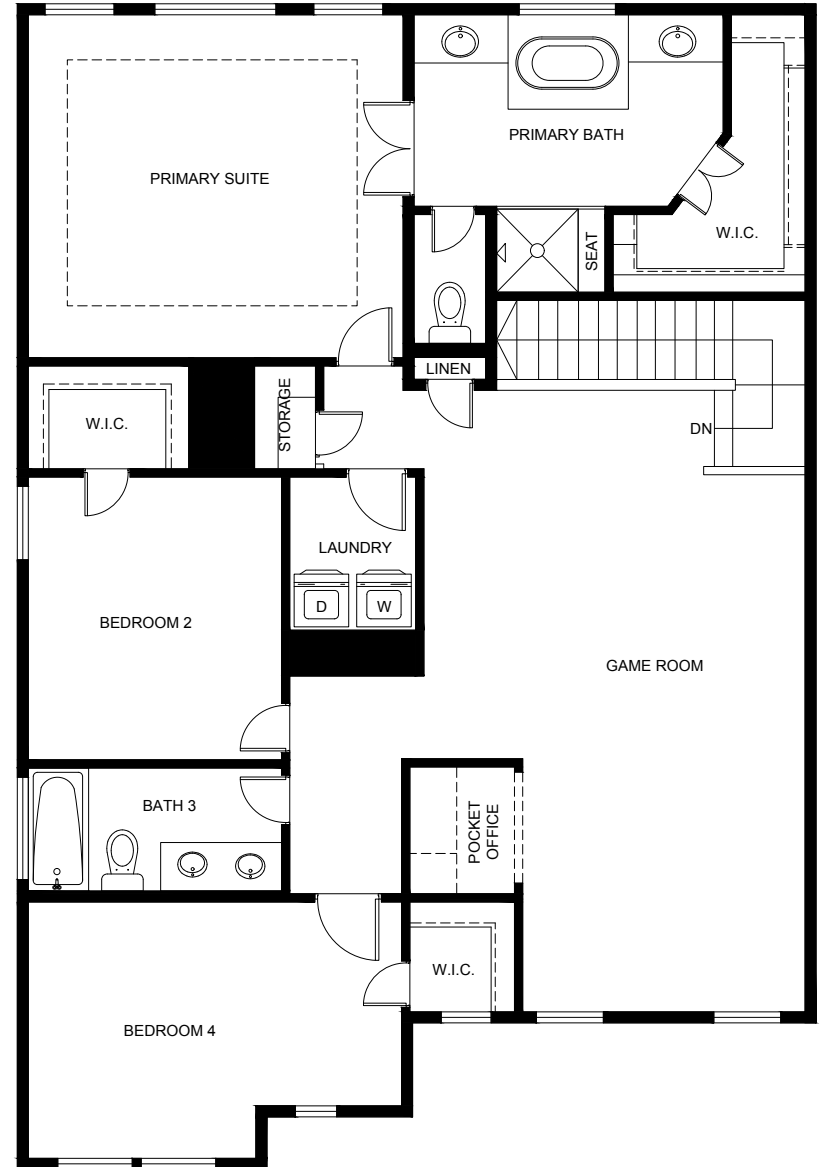 PRIMARY BATH
PRIMARY SUITE
W.I.C.
SEAT
LINEN
STORAGE
W.I.C.
DN
LAUNDRY
D
W
BEDROOM 2
GAME ROOM
BATH 3
POCKET
OFFICE
W.I.C.
BEDROOM 4